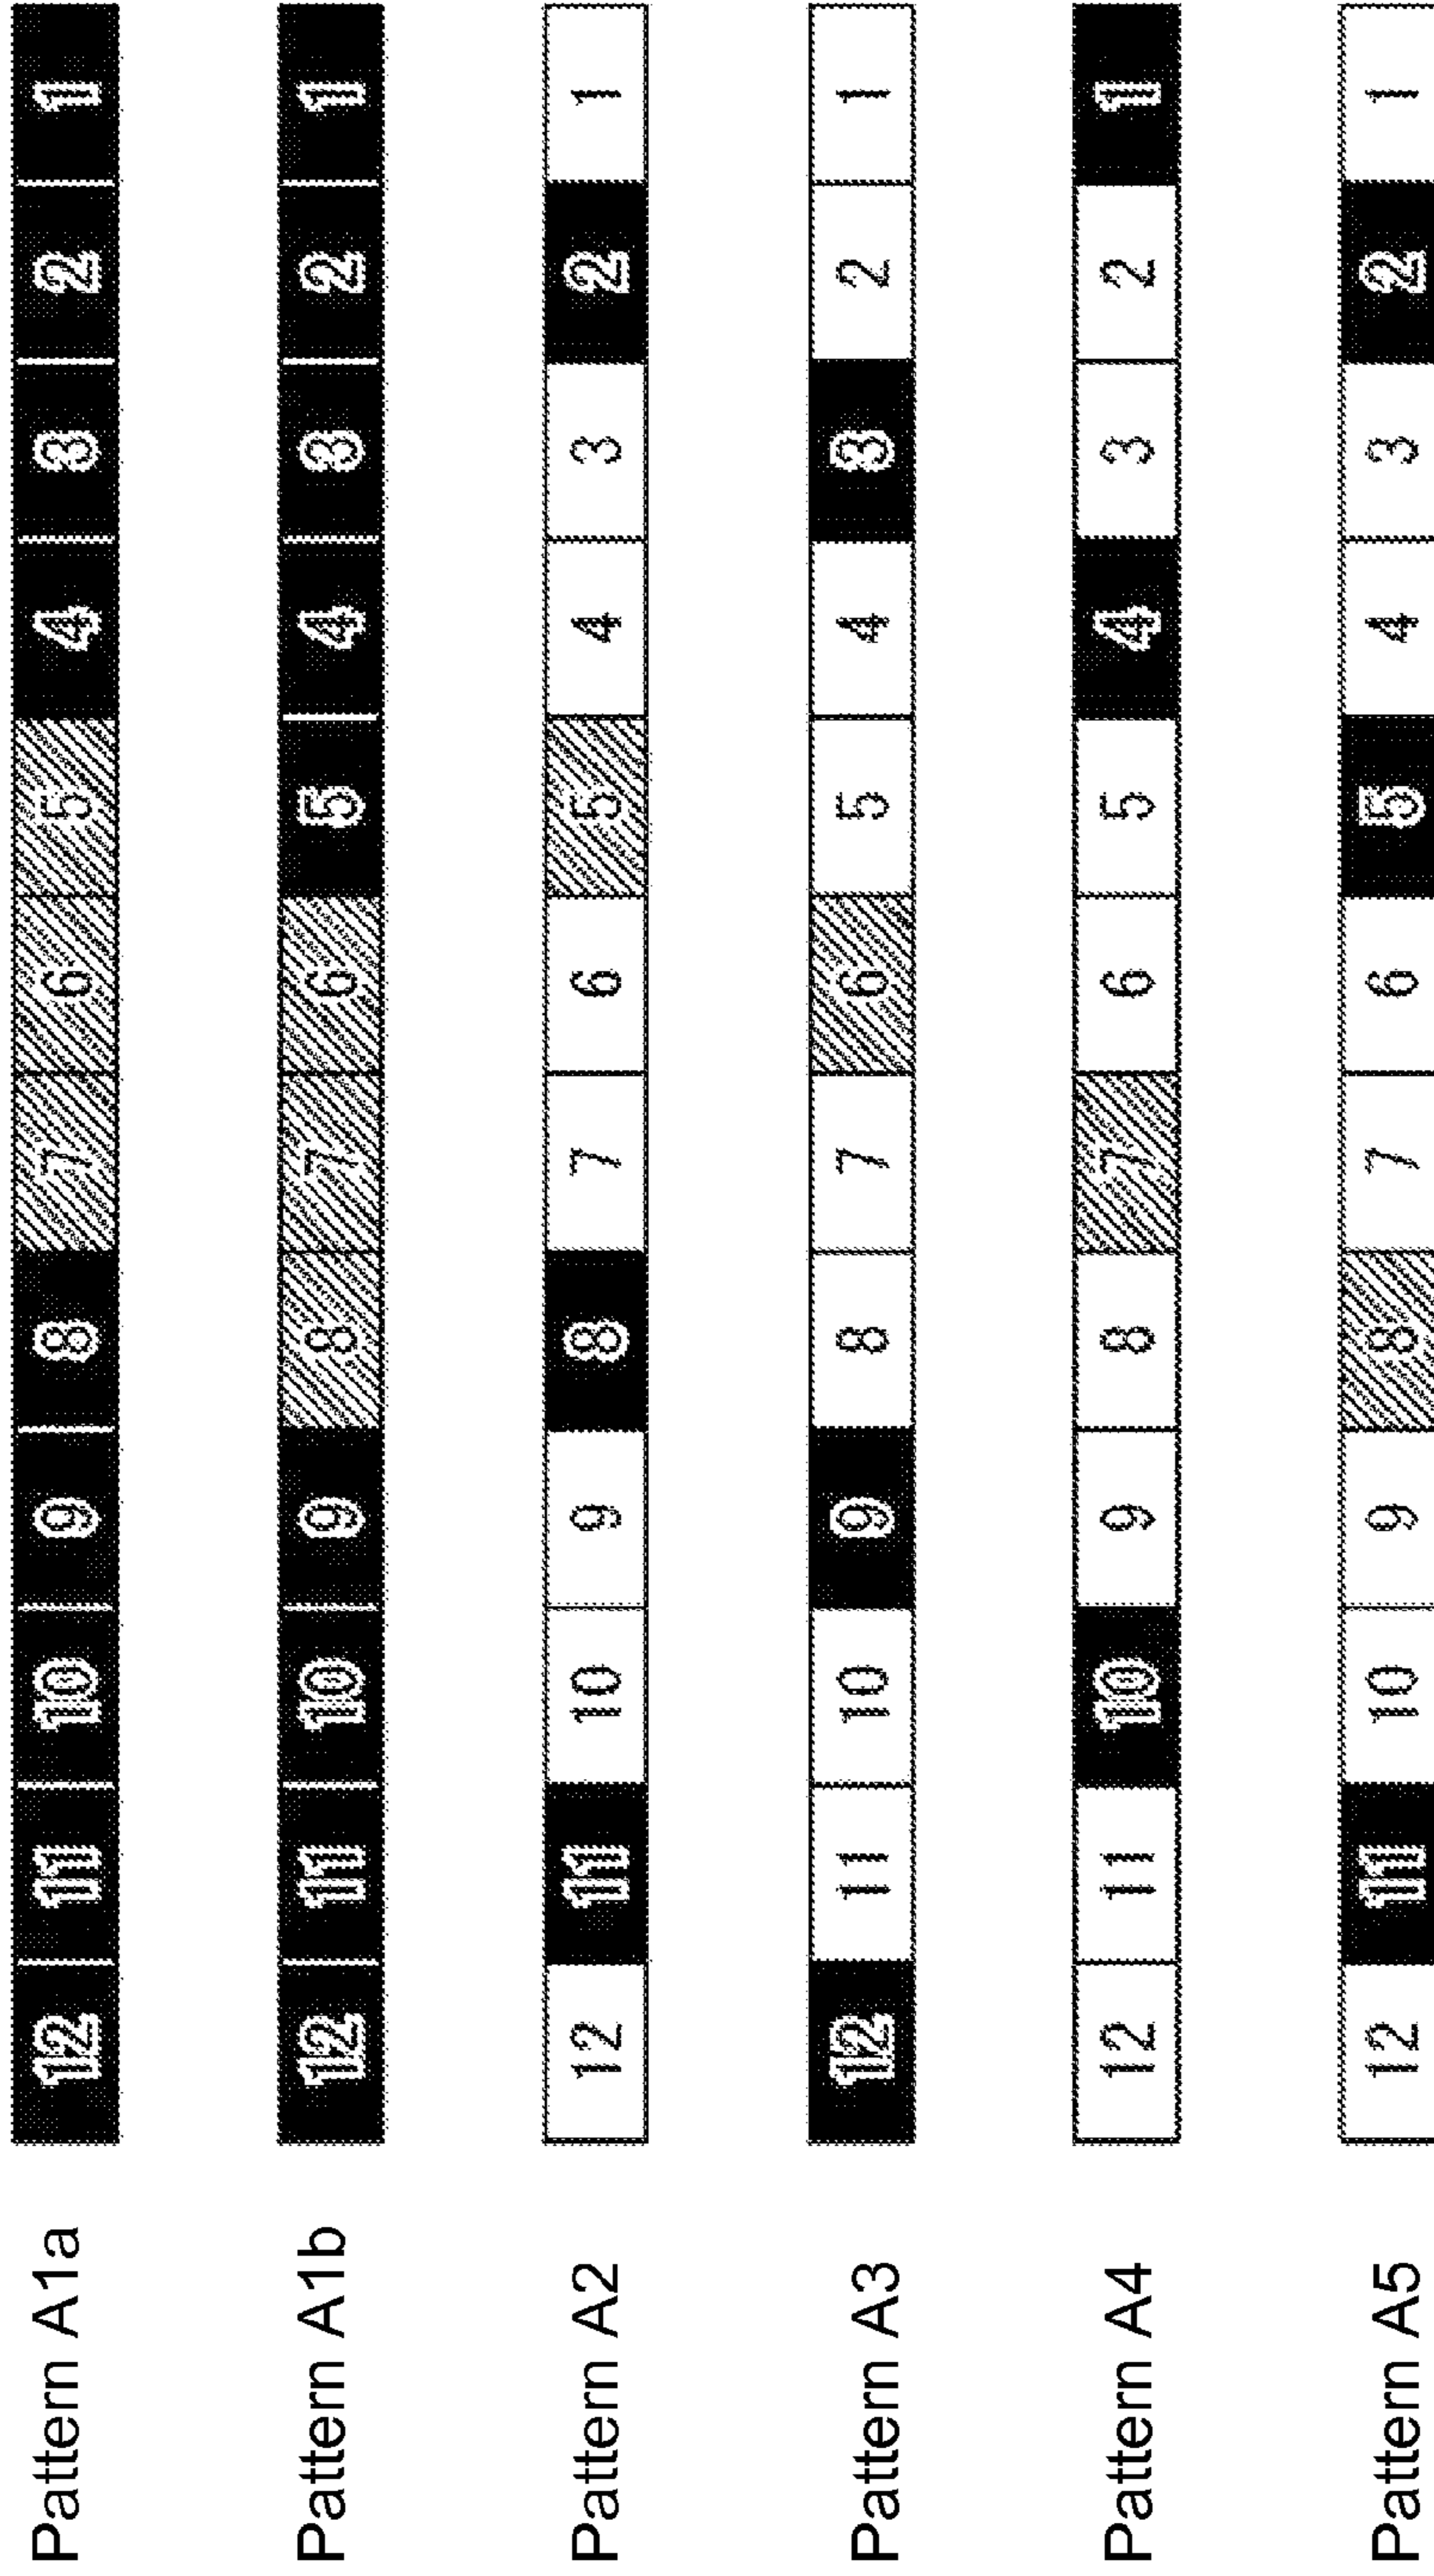 Pattern A1a 12 11 10 9 8 7 6 5 4 3 2 1
Pattern A1b 12 11 10 9 8 7 6 5 4 3 2 1
Pattern A2 12 11 10 9 8 7 6 5 4 3 2 1
Pattern A3 12 11 10 9 8 7 6 5 4 3 2 1
Pattern A4 12 11 10 9 8 7 6 5 4 3 2 1
Pattern A5 12 11 10 9 8 7 6 5 4 3 2 1